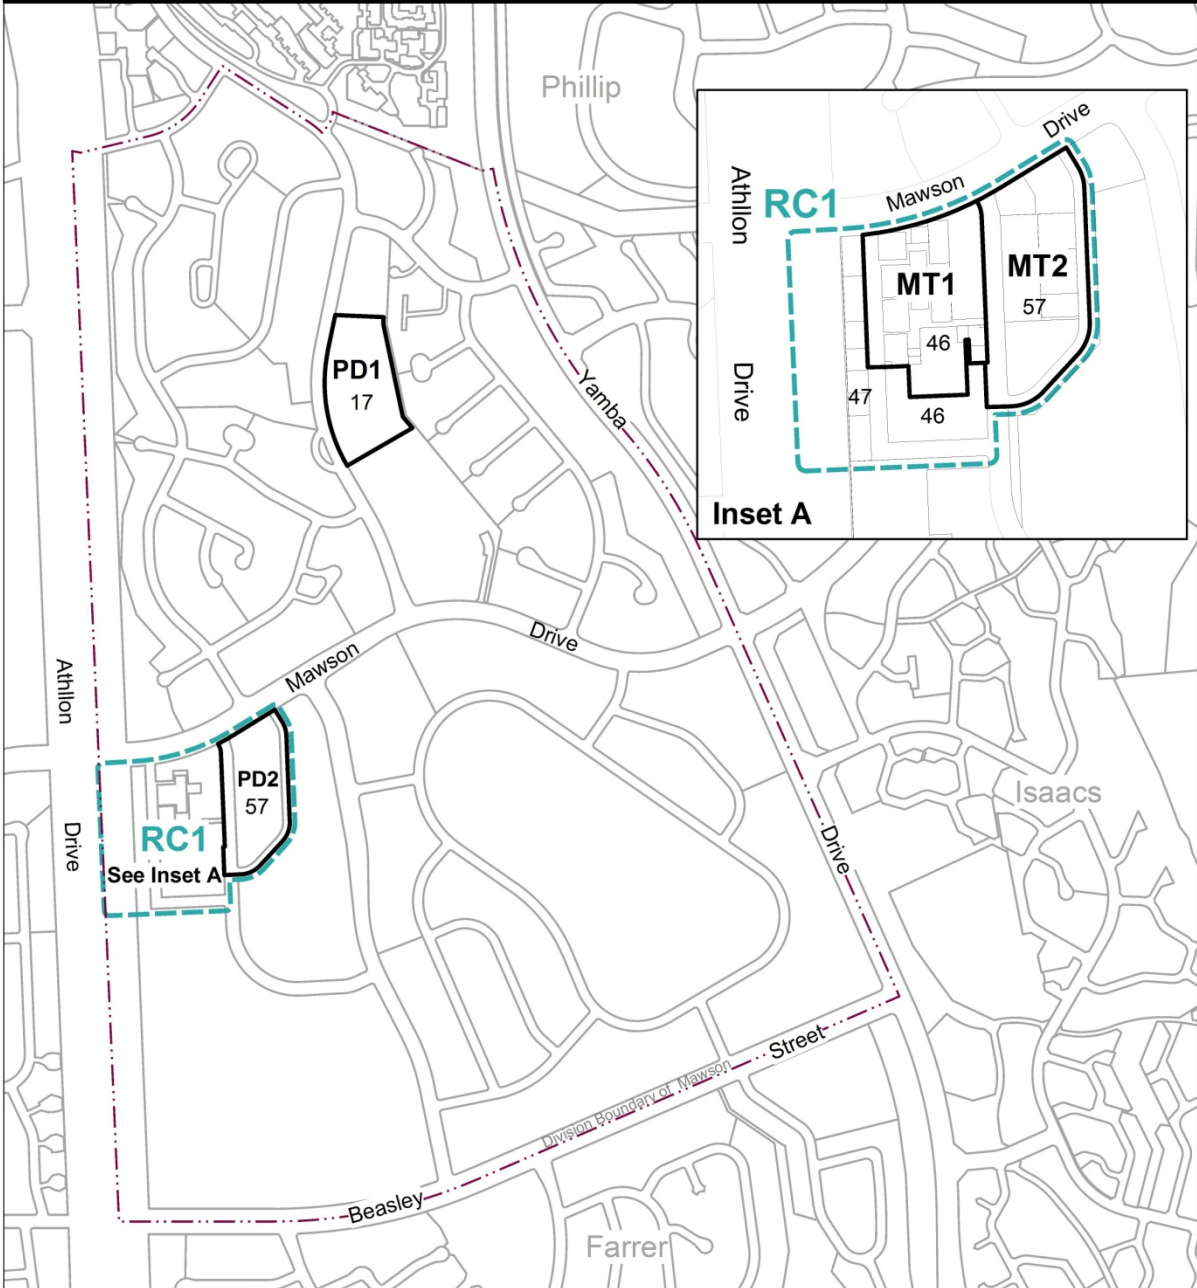 Phillip
Drive
Mawson
Athllon
RC1
MT1
MT2
57
46
Drive
47
46
Inset A
PD1
17
Yamba
Drive
Mawson
Athllon
PD2
57
Isaacs
RC1
Drive
Drive
See Inset A
Street
Division Boundary of Mawson
Beasley
Farrer